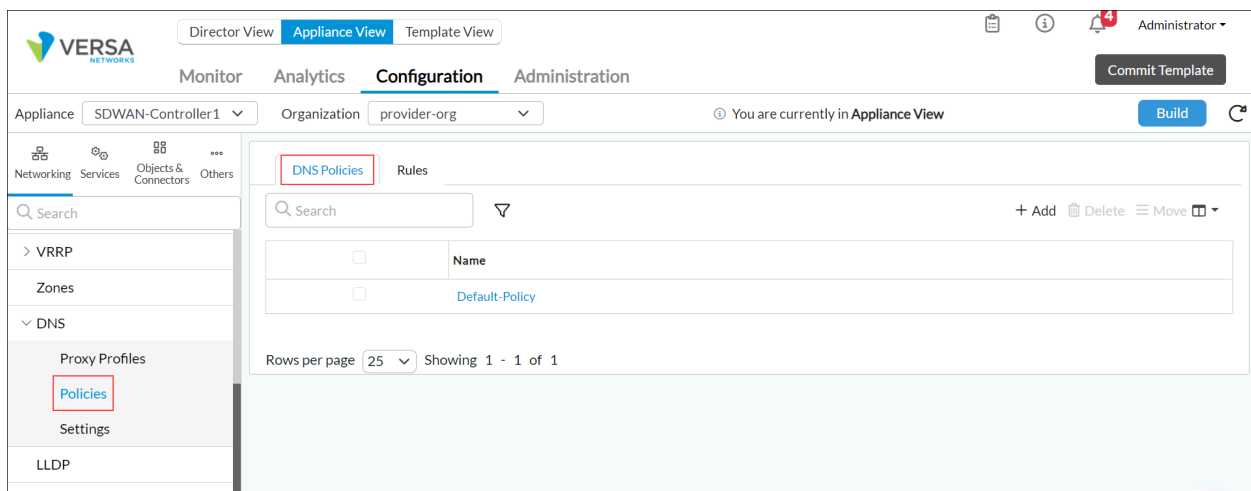 VERSA
NETWORKS
Director View Appliance View Template View
4
Administrator
Monitor Analytics Configuration Administration
Commit Template
Appliance SDWAN-Controller1 Organization provider-org You are currently in Appliance View Build
Networking Services Objects & Connectors Others
DNS Policies Rules
Search
Search
+ Add Delete Move
VRRP
Name
Zones
Default-Policy
DNS
Proxy Profiles
Rows per page 25 Showing 1 - 1 of 1
Policies
Settings
LLDP